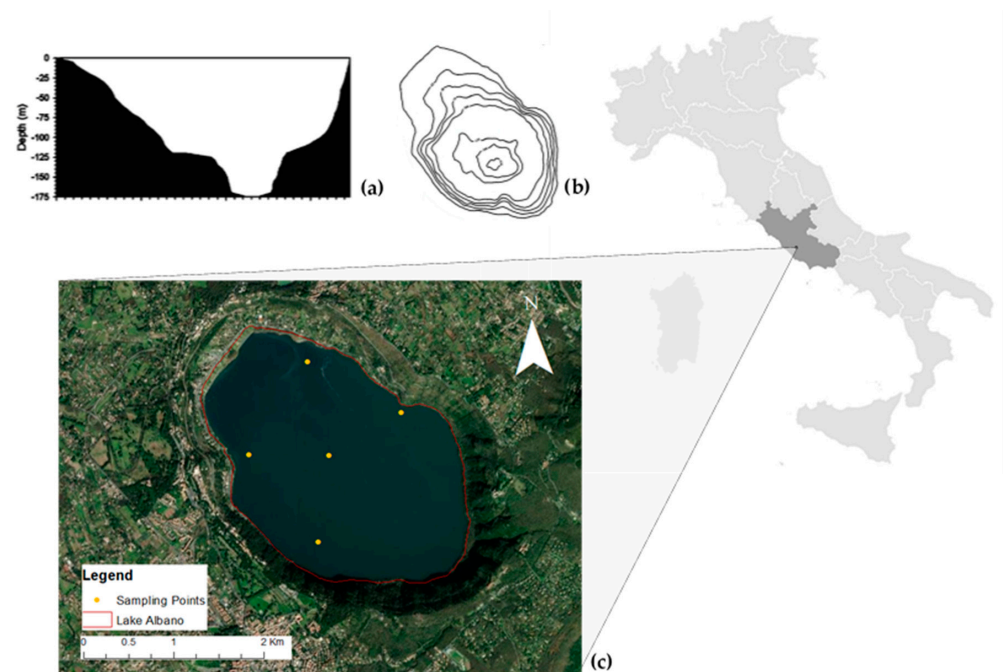 0
-25
-50
-75
-100
-125
-150
-175
Depth (m)
(a)
(b)
N
Legend
Sampling Points
Lake Albano
0 0.5 1 2 Km
(c)